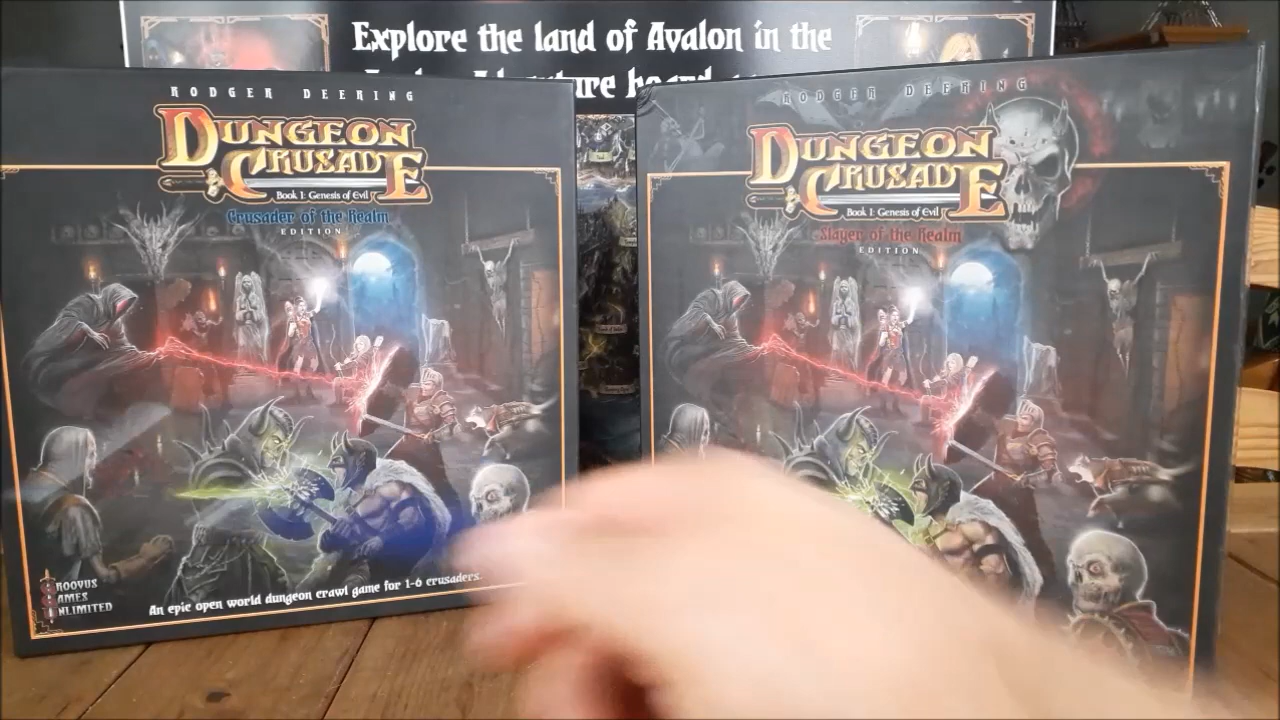 Explore the land of Avalon in the
RODGER DEERING
DUNGEON
CRUSADE
Book I: Genesis of Evil
Crusader of the Realm
EDITION
GROOVUS
GAMES
UNLIMITED
An epic open world dungeon crawl game for 1-6 crusaders.
RODGER DEERING
DUNGEON
CRUSADE
Book I: Genesis of Evil
Slayer of the Realm
EDITION